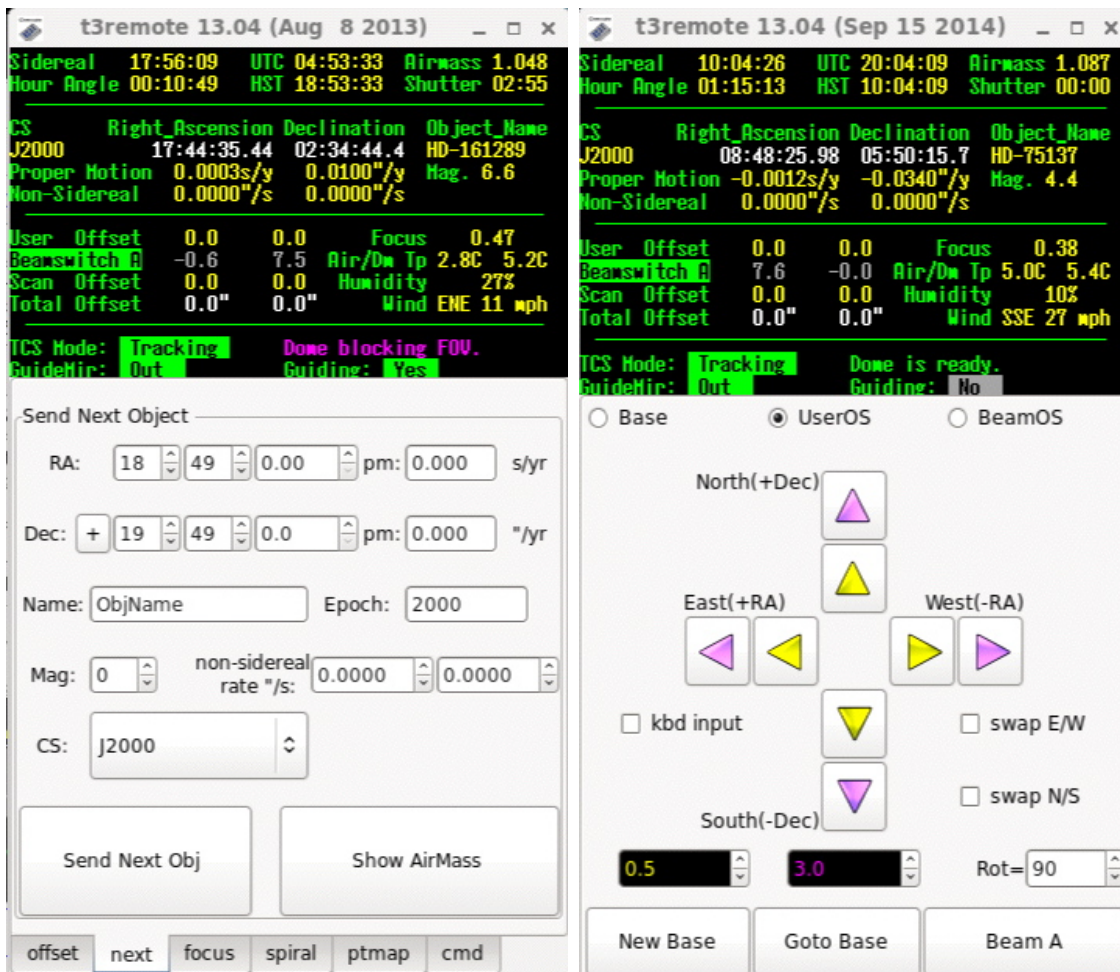 t3remote 13.04 (Aug 8 2013)
Sidereal 17:56:09 UTC 04:53:33 Airmass 1.048
Hour Angle 00:10:49 HST 18:53:33 Shutter 02:55
CS Right_Ascension Declination Object_Name
J2000 17:44:35.44 02:34:44.4 HD-161289
Proper Motion 0.0003s/y 0.0100"/y Mag. 6.6
Non-Sidereal 0.0000"/s 0.0000"/s
User Offset 0.0 0.0 Focus 0.47
Beamswitch A -0.6 7.5 Air/Dm Tp 2.8C 5.2C
Scan Offset 0.0 0.0 Humidity 27%
Total Offset 0.0" 0.0" Wind ENE 11 mph
TCS Mode: Tracking Dome blocking FOV.
GuideMir: Out Guiding: Yes
Send Next Object
RA: 18 49 0.00 pm: 0.000 s/yr
Dec: + 19 49 0.0 pm: 0.000 "/yr
Name: ObjName Epoch: 2000
Mag: 0 non-sidereal
rate "/s: 0.0000 0.0000
CS: J2000
Send Next Obj Show AirMass
offset next focus spiral ptmap cmd
t3remote 13.04 (Sep 15 2014)
Sidereal 10:04:26 UTC 20:04:09 Airmass 1.087
Hour Angle 01:15:13 HST 10:04:09 Shutter 00:00
CS Right_Ascension Declination Object_Name
J2000 08:48:25.98 05:50:15.7 HD-75137
Proper Motion -0.0012s/y -0.0340"/y Mag. 4.4
Non-Sidereal 0.0000"/s 0.0000"/s
User Offset 0.0 0.0 Focus 0.38
Beamswitch A 7.6 -0.0 Air/Dm Tp 5.0C 5.4C
Scan Offset 0.0 0.0 Humidity 10%
Total Offset 0.0" 0.0" Wind SSE 27 mph
TCS Mode: Tracking Dome is ready.
GuideMir: Out Guiding: No
Base UserOS BeamOS
North(+Dec)
East(+RA) West(-RA)
kbd input swap E/W
swap N/S
South(-Dec)
0.5 3.0 Rot= 90
New Base Goto Base Beam A